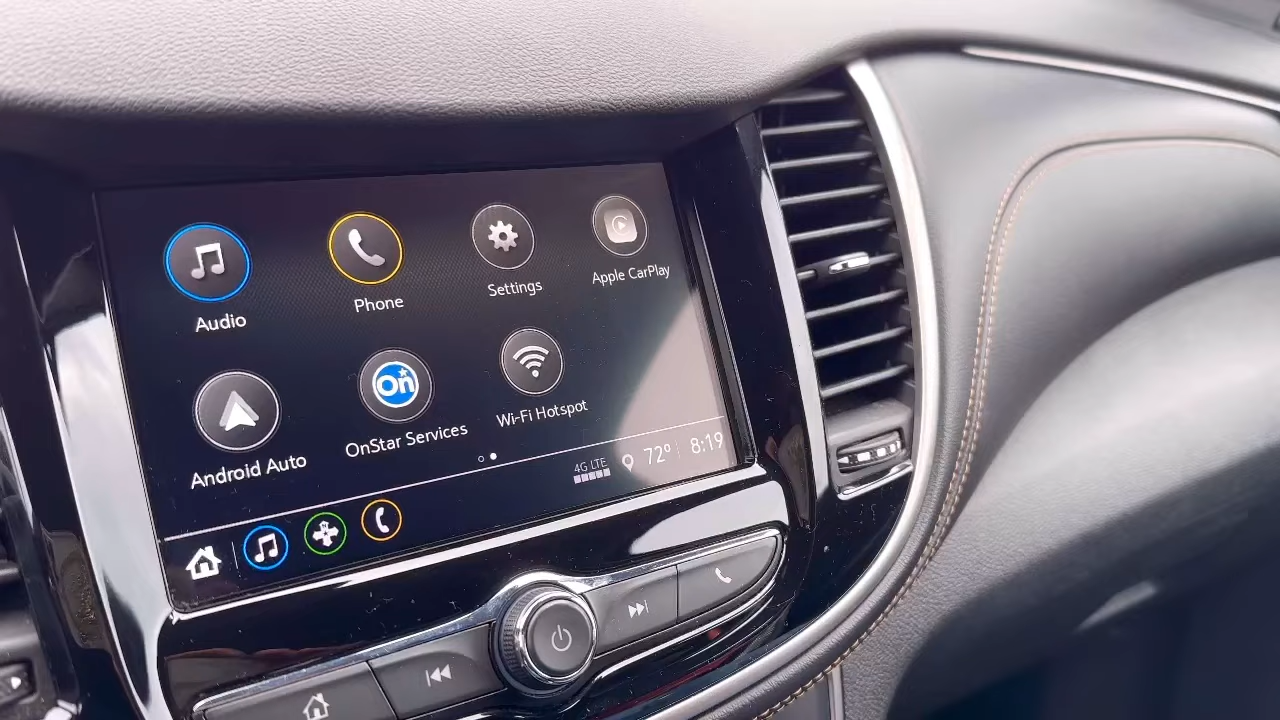 Audio
Phone
Settings
Apple CarPlay
Android Auto
On
OnStar Services
Wi-Fi Hotspot
4G LTE
72°
8:19